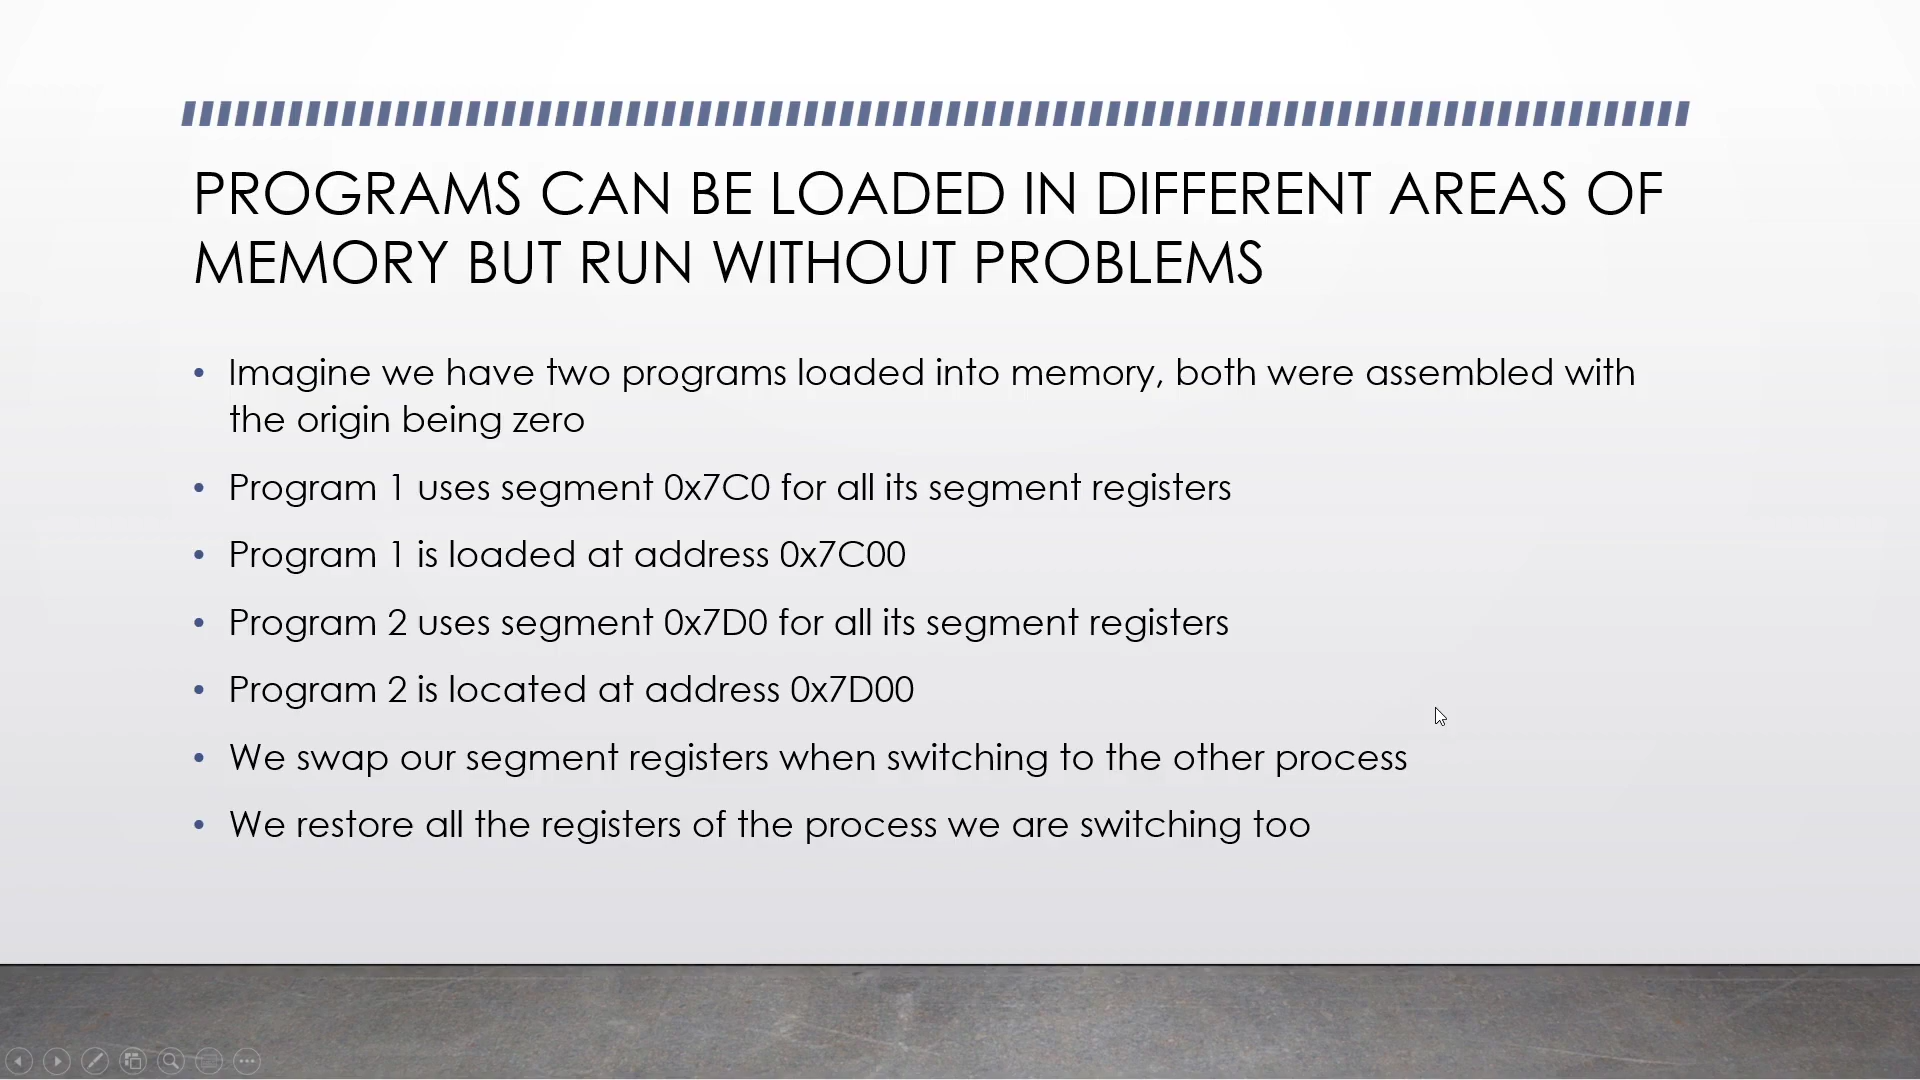 PROGRAMS CAN BE LOADED IN DIFFERENT AREAS OF
MEMORY BUT RUN WITHOUT PROBLEMS
• Imagine we have two programs loaded into memory, both were assembled with
the origin being zero
• Program 1 uses segment 0x7C0 for all its segment registers
• Program 1 is loaded at address 0x7C00
• Program 2 uses segment 0x7D0 for all its segment registers
• Program 2 is located at address 0x7D00
• We swap our segment registers when switching to the other process
• We restore all the registers of the process we are switching too